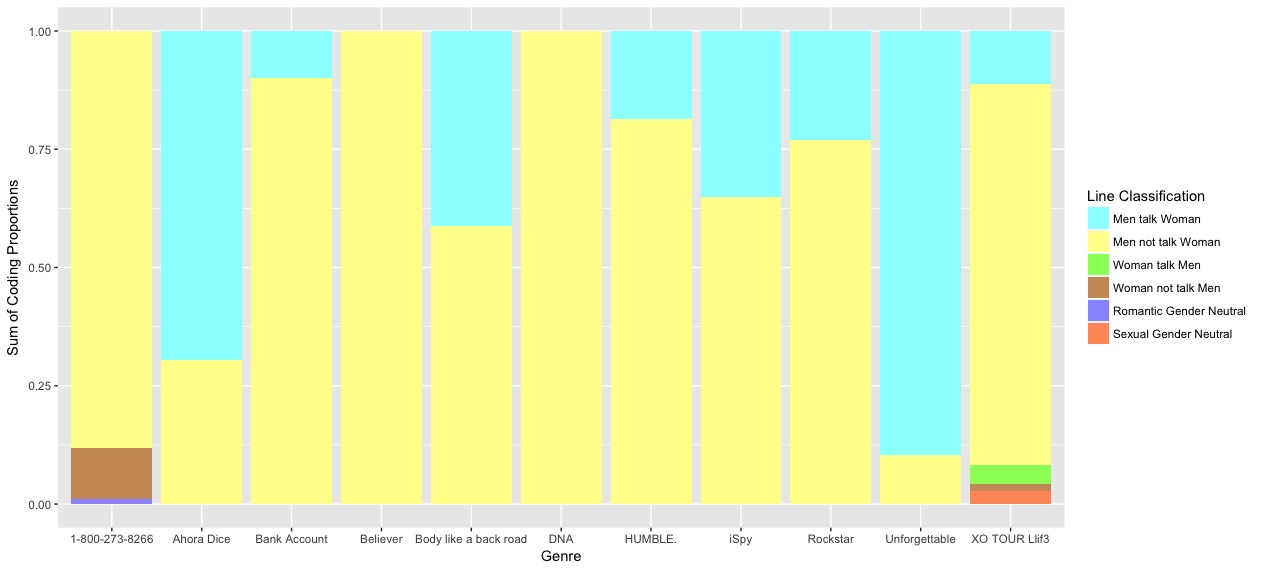 1.00
0.75
0.50
0.25
0.00
Sum of Coding Proportions
1-800-273-8266 Ahora Dice Bank Account Believer Body like a back road DNA HUMBLE. iSpy Rockstar Unforgettable XO TOUR Llif3
Genre
Line Classification
Men talk Woman
Men not talk Woman
Woman talk Men
Woman not talk Men
Romantic Gender Neutral
Sexual Gender Neutral